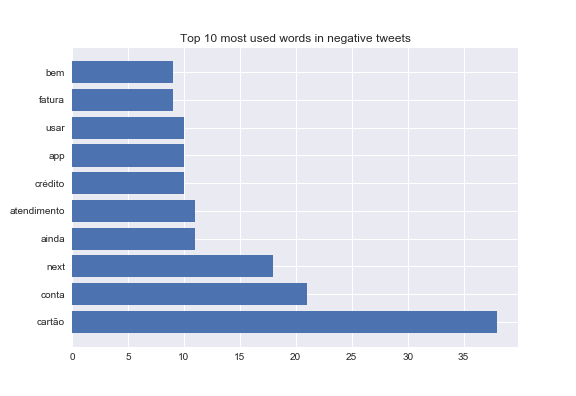 Top 10 most used words in negative tweets
bem
fatura
usar
app
crédito
atendimento
ainda
next
conta
cartão
0 5 10 15 20 25 30 35